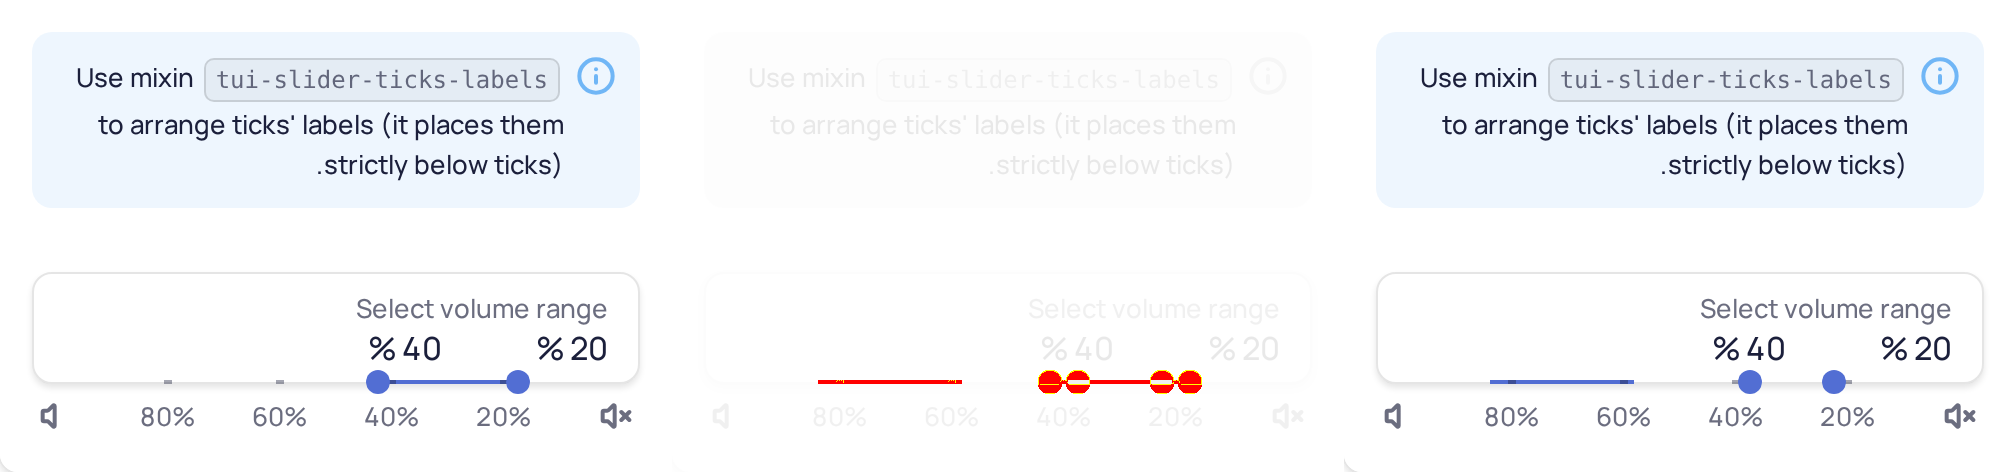 Use mixin tui-slider-ticks-labels
to arrange ticks' labels (it places them
.strictly below ticks)
Select volume range
% 40 % 20
80% 60% 40% 20%
Use mixin tui-slider-ticks-labels
to arrange ticks' labels (it places them
.strictly below ticks)
Select volume range
% 40 % 20
80% 60% 40% 20%
Use mixin tui-slider-ticks-labels
to arrange ticks' labels (it places them
.strictly below ticks)
Select volume range
% 40 % 20
80% 60% 40% 20%